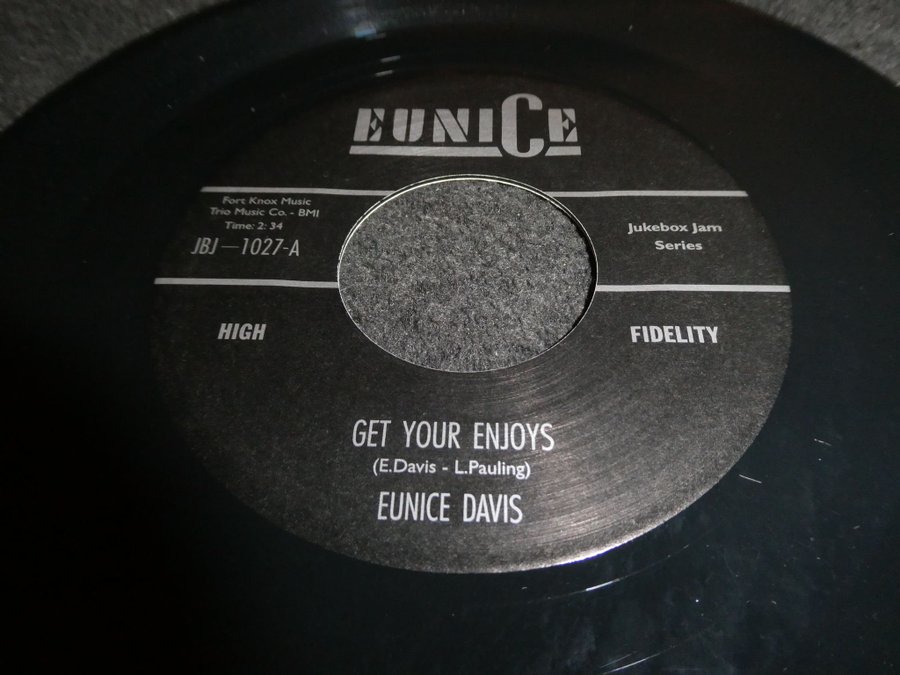 EUNICE
Fort Knox Music
Trio Music Co. - BMI
Time: 2: 34
JBJ — 1027-A
Jukebox Jam
Series
HIGH
FIDELITY
GET YOUR ENJOYS
(E.Davis - L.Pauling)
EUNICE DAVIS